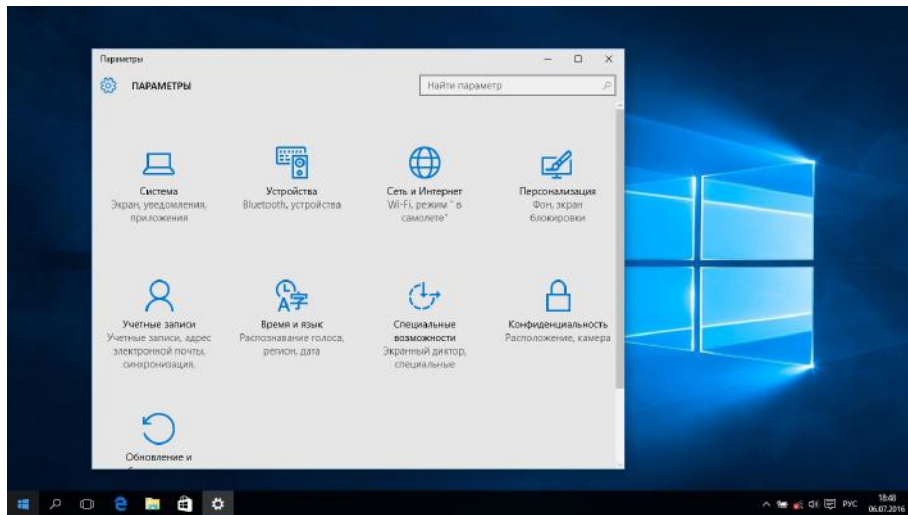 Параметры
ПАРАМЕТРЫ
Найти параметр
Система
Экран, уведомления,
приложения
Устройства
Bluetooth, устройства
Сеть и Интернет
Wi-Fi, режим " в
самолете"
Персонализация
Фон, экран
блокировки
Учетные записи
Учетные записи, адрес
электронной почты,
синхронизация,
Время и язык
Распознавание голоса,
регион, дата
Специальные
возможности
Экранный диктор,
специальные
Конфиденциальность
Расположение, камера
Обновление и
РУС
18:48
06.07.2016